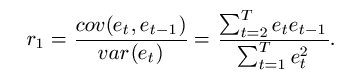 r_1 = \frac{cov(e_t, e_{t-1})}{var(e_t)} = \frac{\sum_{t=2}^{T} e_t e_{t-1}}{\sum_{t=1}^{T} e_t^2}.